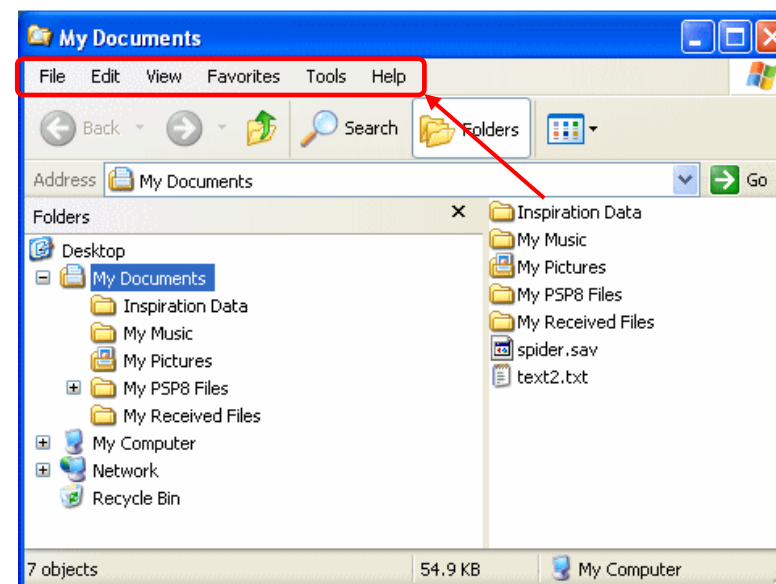 My Documents
File Edit View Favorites Tools Help
Back Search Folders
Address My Documents Go
Folders
Desktop
My Documents
Inspiration Data
My Music
My Pictures
My PSP8 Files
My Received Files
My Computer
Network
Recycle Bin
Inspiration Data
My Music
My Pictures
My PSP8 Files
My Received Files
spider.sav
text2.txt
7 objects 54.9 KB My Computer